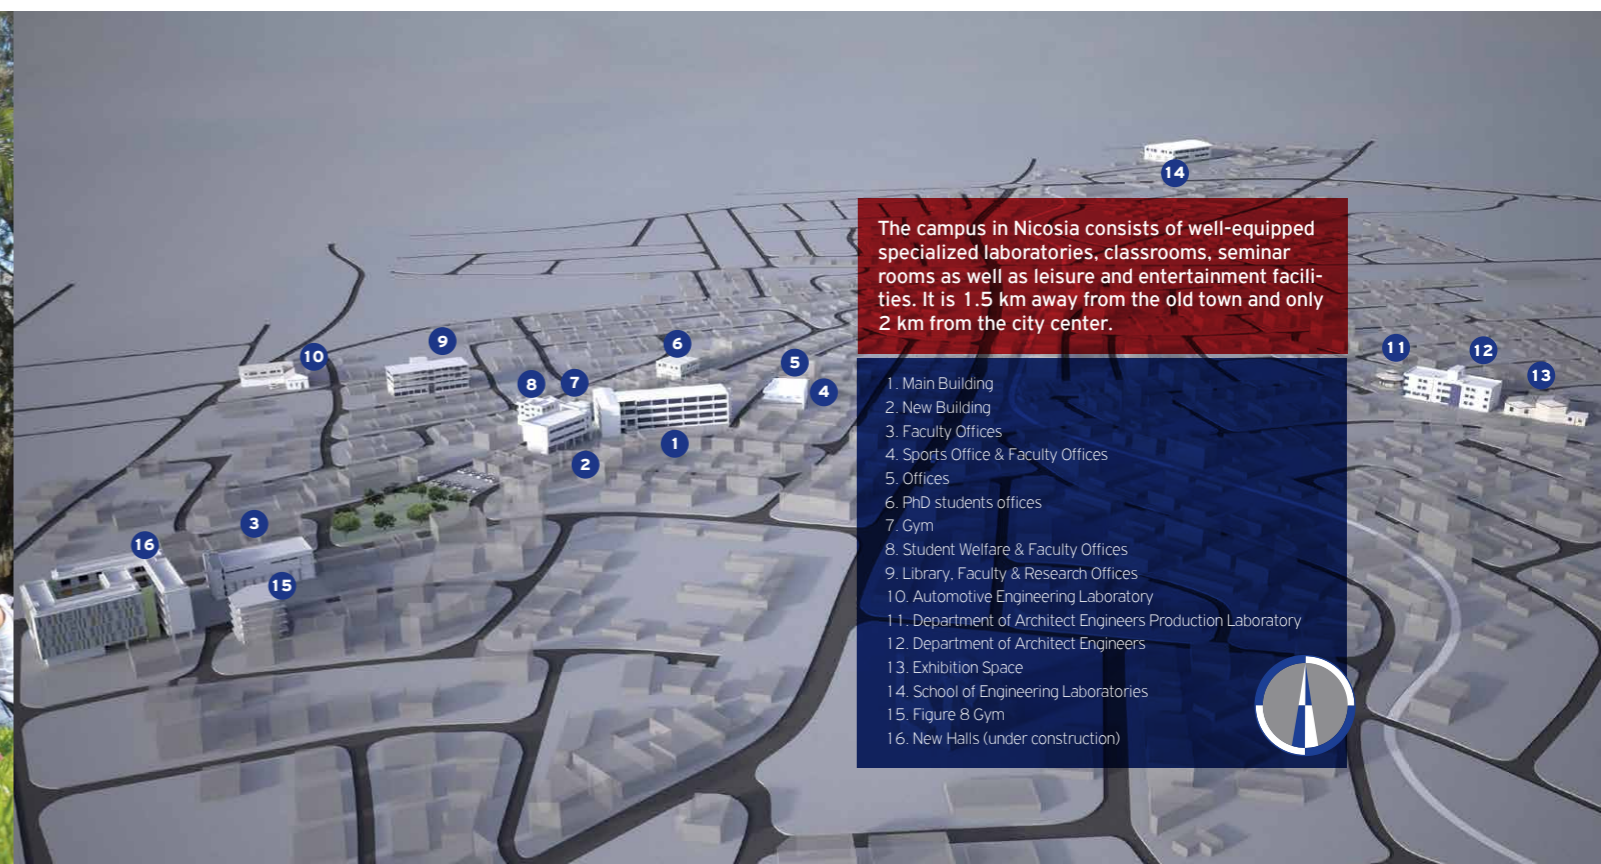 14
The campus in Nicosia consists of well-equipped
specialized laboratories, classrooms, seminar
rooms as well as leisure and entertainment facili-
ties. It is 1.5 km away from the old town and only
2 km from the city center.
1. Main Building
2. New Building
3. Faculty Offices
4. Sports Office & Faculty Offices
5. Offices
6. PhD students offices
7. Gym
8. Student Welfare & Faculty Offices
9. Library, Faculty & Research Offices
10. Automotive Engineering Laboratory
11. Department of Architect Engineers Production Laboratory
12. Department of Architect Engineers
13. Exhibition Space
14. School of Engineering Laboratories
15. Figure 8 Gym
16. New Halls (under construction)
10
9
6
5
4
8
7
1
2
3
16
15
11
12
13